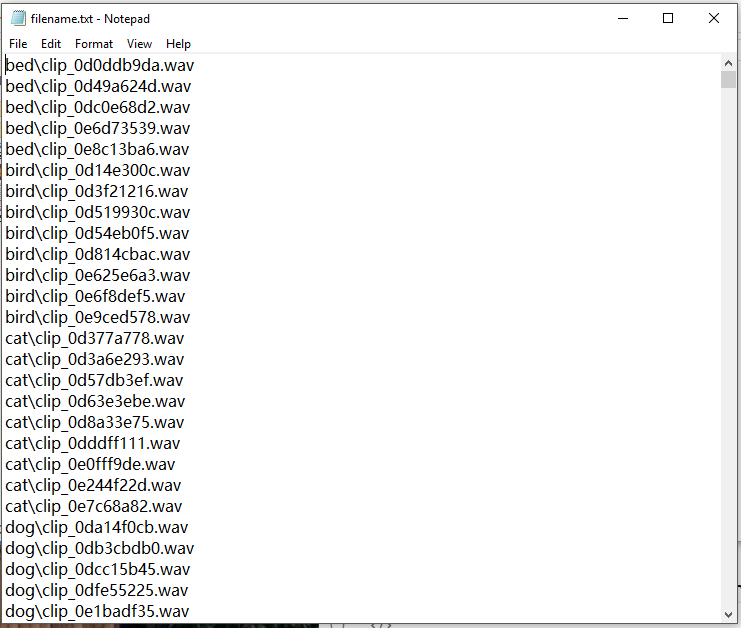 filename.txt - Notepad
File Edit Format View Help
bed\clip_0d0ddb9da.wav
bed\clip_0d49a624d.wav
bed\clip_0dc0e68d2.wav
bed\clip_0e6d73539.wav
bed\clip_0e8c13ba6.wav
bird\clip_0d14e300c.wav
bird\clip_0d3f21216.wav
bird\clip_0d519930c.wav
bird\clip_0d54eb0f5.wav
bird\clip_0d814cbac.wav
bird\clip_0e625e6a3.wav
bird\clip_0e6f8def5.wav
bird\clip_0e9ced578.wav
cat\clip_0d377a778.wav
cat\clip_0d3a6e293.wav
cat\clip_0d57db3ef.wav
cat\clip_0d63e3ebe.wav
cat\clip_0d8a33e75.wav
cat\clip_0dddff111.wav
cat\clip_0e0fff9de.wav
cat\clip_0e244f22d.wav
cat\clip_0e7c68a82.wav
dog\clip_0da14f0cb.wav
dog\clip_0db3cbdb0.wav
dog\clip_0dcc15b45.wav
dog\clip_0dfe55225.wav
dog\clip_0e1badf35.wav